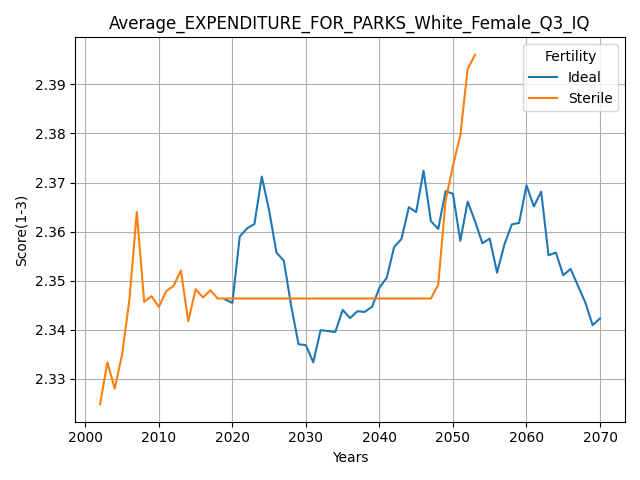 Average_EXPENDITURE_FOR_PARKS_White_Female_Q3_IQ
Fertility
Ideal
Sterile
Score(1-3)
2.39
2.38
2.37
2.36
2.35
2.34
2.33
2000 2010 2020 2030 2040 2050 2060 2070
Years